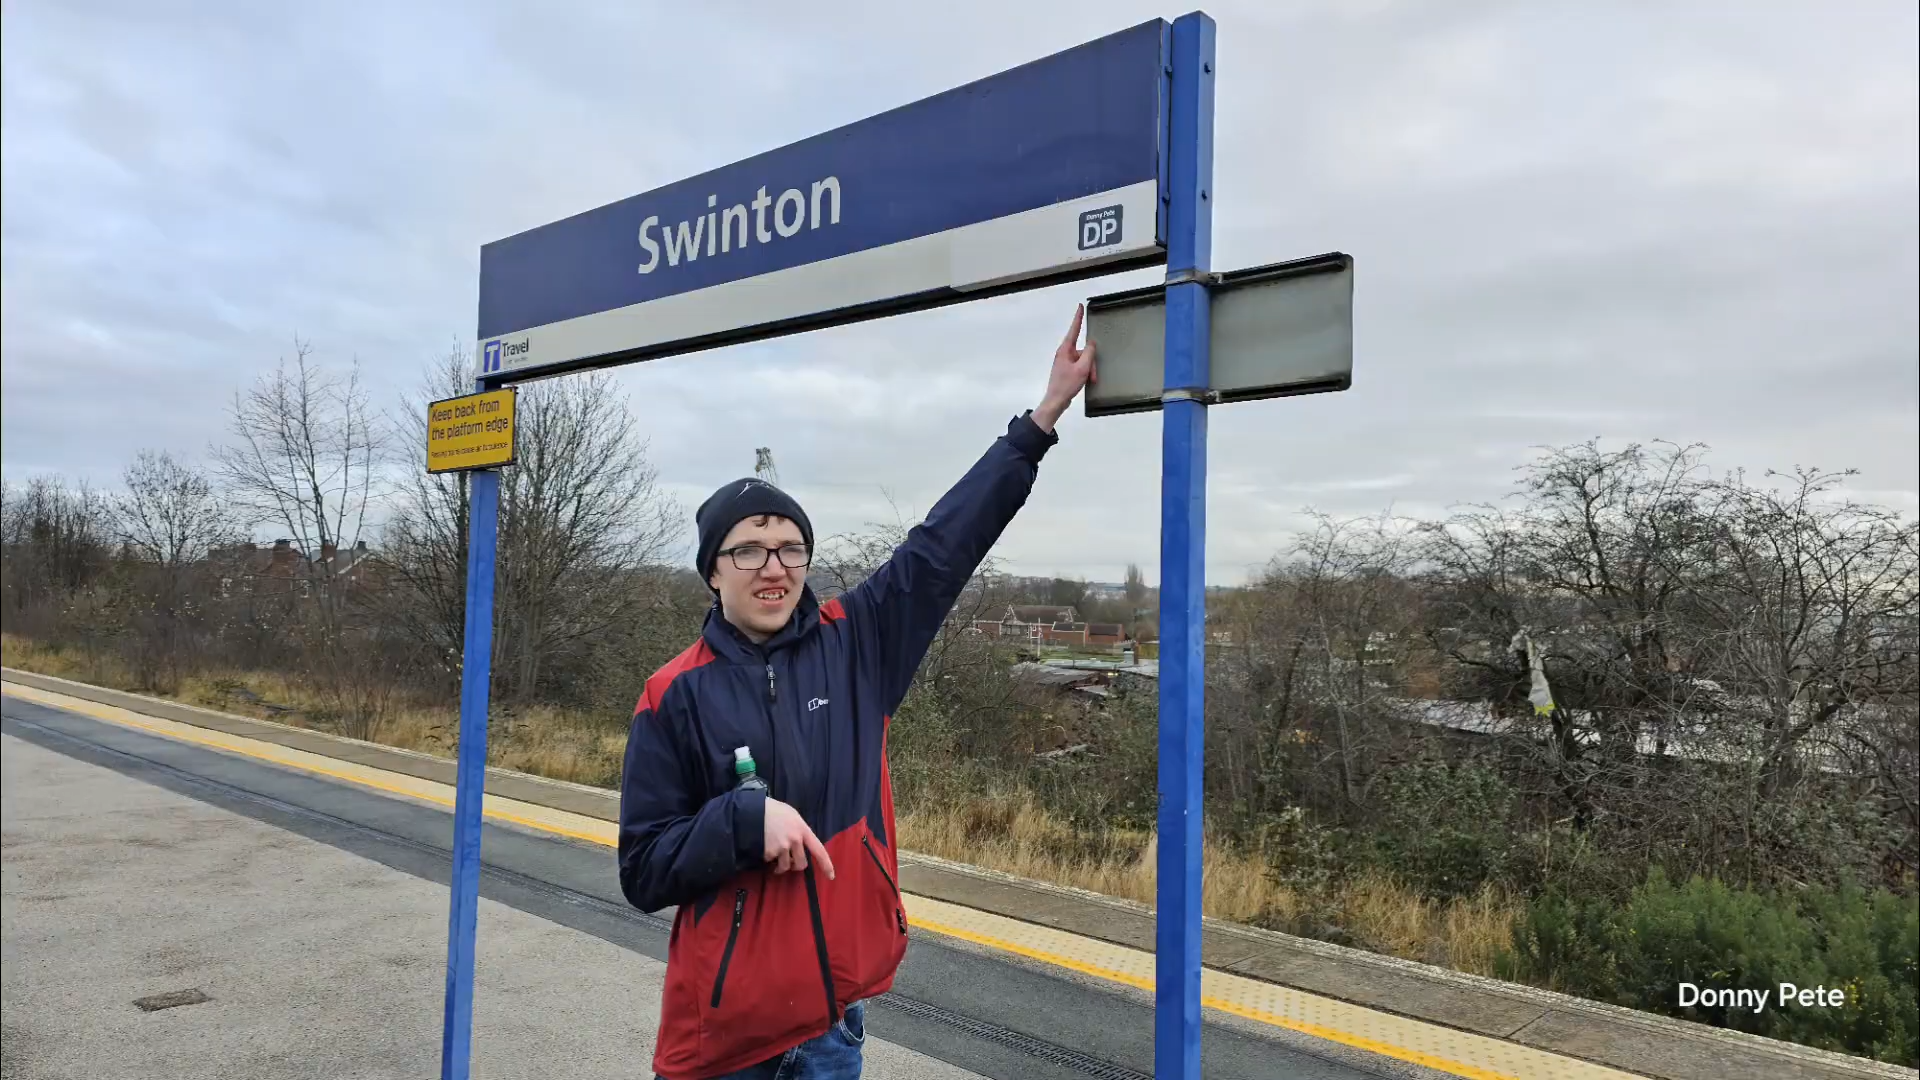 Swinton
Donny Pete
DP
Travel
Keep back from
the platform edge
Donny Pete